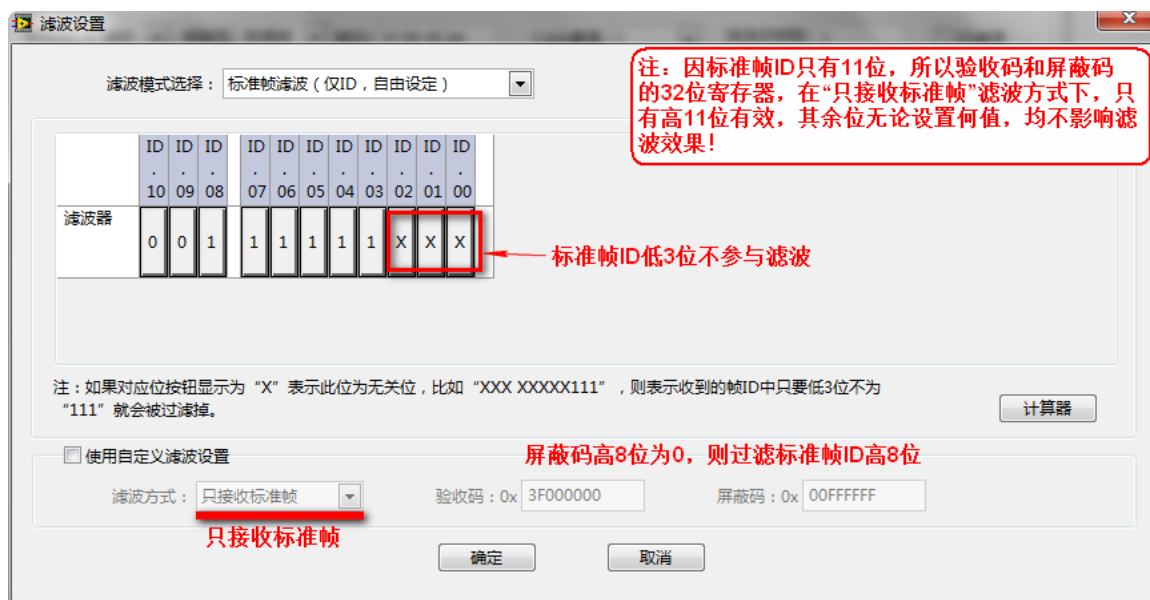 滤波设置
注：因标准帧ID只有11位，所以验收码和屏蔽码
的32位寄存器，在“只接收标准帧”滤波方式下，只
有高11位有效，其余位无论设置何值，均不影响滤
波效果！
滤波模式选择： 标准帧滤波（仅ID，自由设定）
ID ID ID ID ID ID ID ID ID ID ID
. . . . . . . . . . .
10 09 08 07 06 05 04 03 02 01 00
滤波器
0 0 1 1 1 1 1 1 X X X
标准帧ID低3位不参与滤波
注：如果对应位按钮显示为“X”表示此位为无关位，比如“XXX XXXXX111”，则表示收到的帧ID中只要低3位不为
“111”就会被过滤掉。
计算器
使用自定义滤波设置
屏蔽码高8位为0，则过滤标准帧ID高8位
滤波方式： 只接收标准帧 验收码：0x 3F000000 屏蔽码：0x 00FFFFFF
只接收标准帧
确定 取消